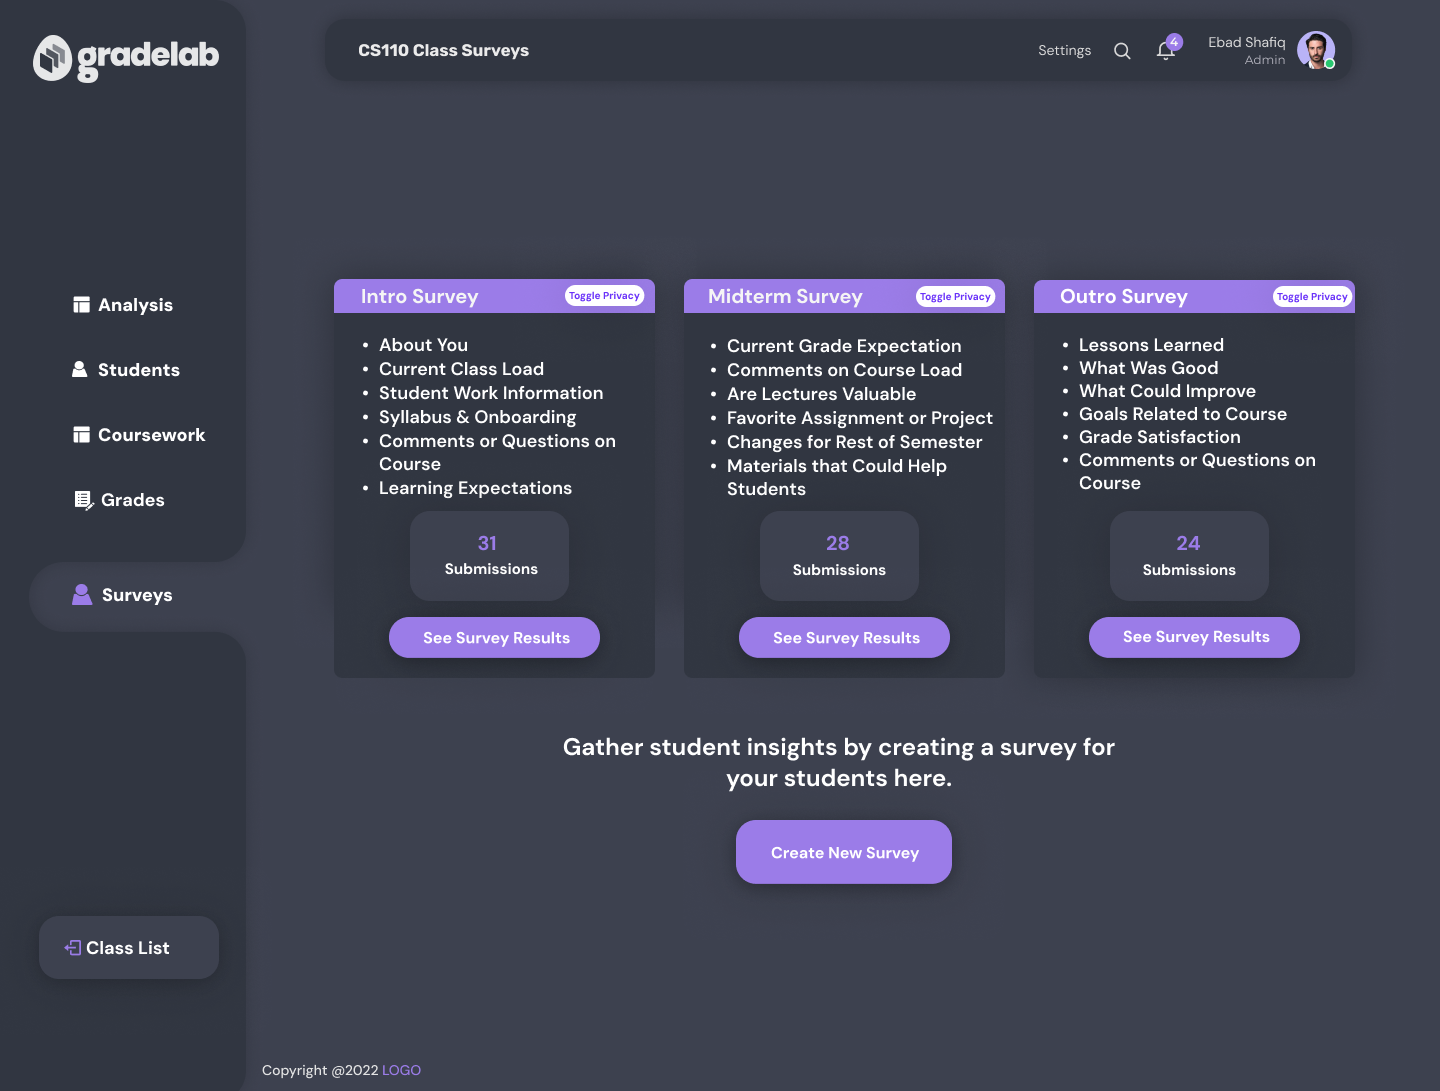 gradelab
CS110 Class Surveys
Settings
4
Ebad Shafiq
Admin
Analysis
Students
Coursework
Grades
Surveys
Class List
Intro Survey
Toggle Privacy
• About You
• Current Class Load
• Student Work Information
• Syllabus & Onboarding
• Comments or Questions on
Course
• Learning Expectations
31
Submissions
See Survey Results
Midterm Survey
Toggle Privacy
• Current Grade Expectation
• Comments on Course Load
• Are Lectures Valuable
• Favorite Assignment or Project
• Changes for Rest of Semester
• Materials that Could Help
Students
28
Submissions
See Survey Results
Outro Survey
Toggle Privacy
• Lessons Learned
• What Was Good
• What Could Improve
• Goals Related to Course
• Grade Satisfaction
• Comments or Questions on
Course
24
Submissions
See Survey Results
Gather student insights by creating a survey for
your students here.
Create New Survey
Copyright @2022 LOGO